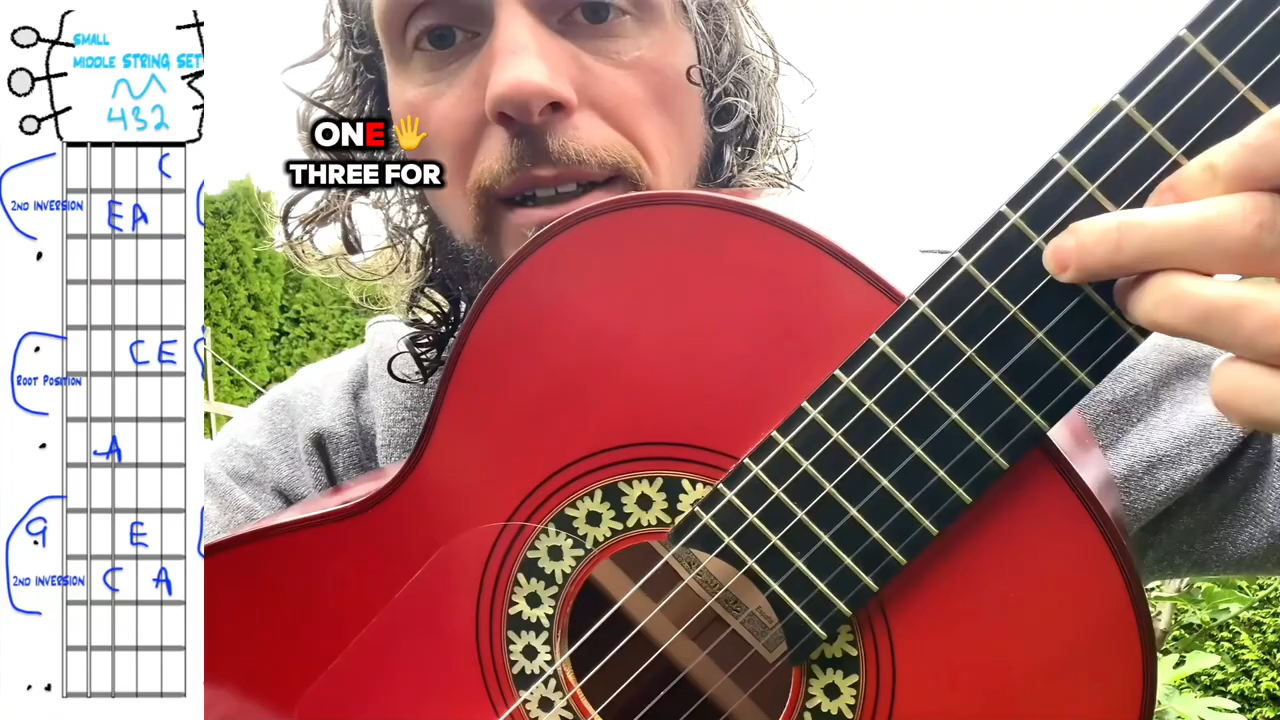 SMALL
MIDDLE STRING SET
432
C
2ND INVERSION
E A
C E
ROOT POSITION
A
9
E
2ND INVERSION
C A
ONE 🖐
THREE FOR